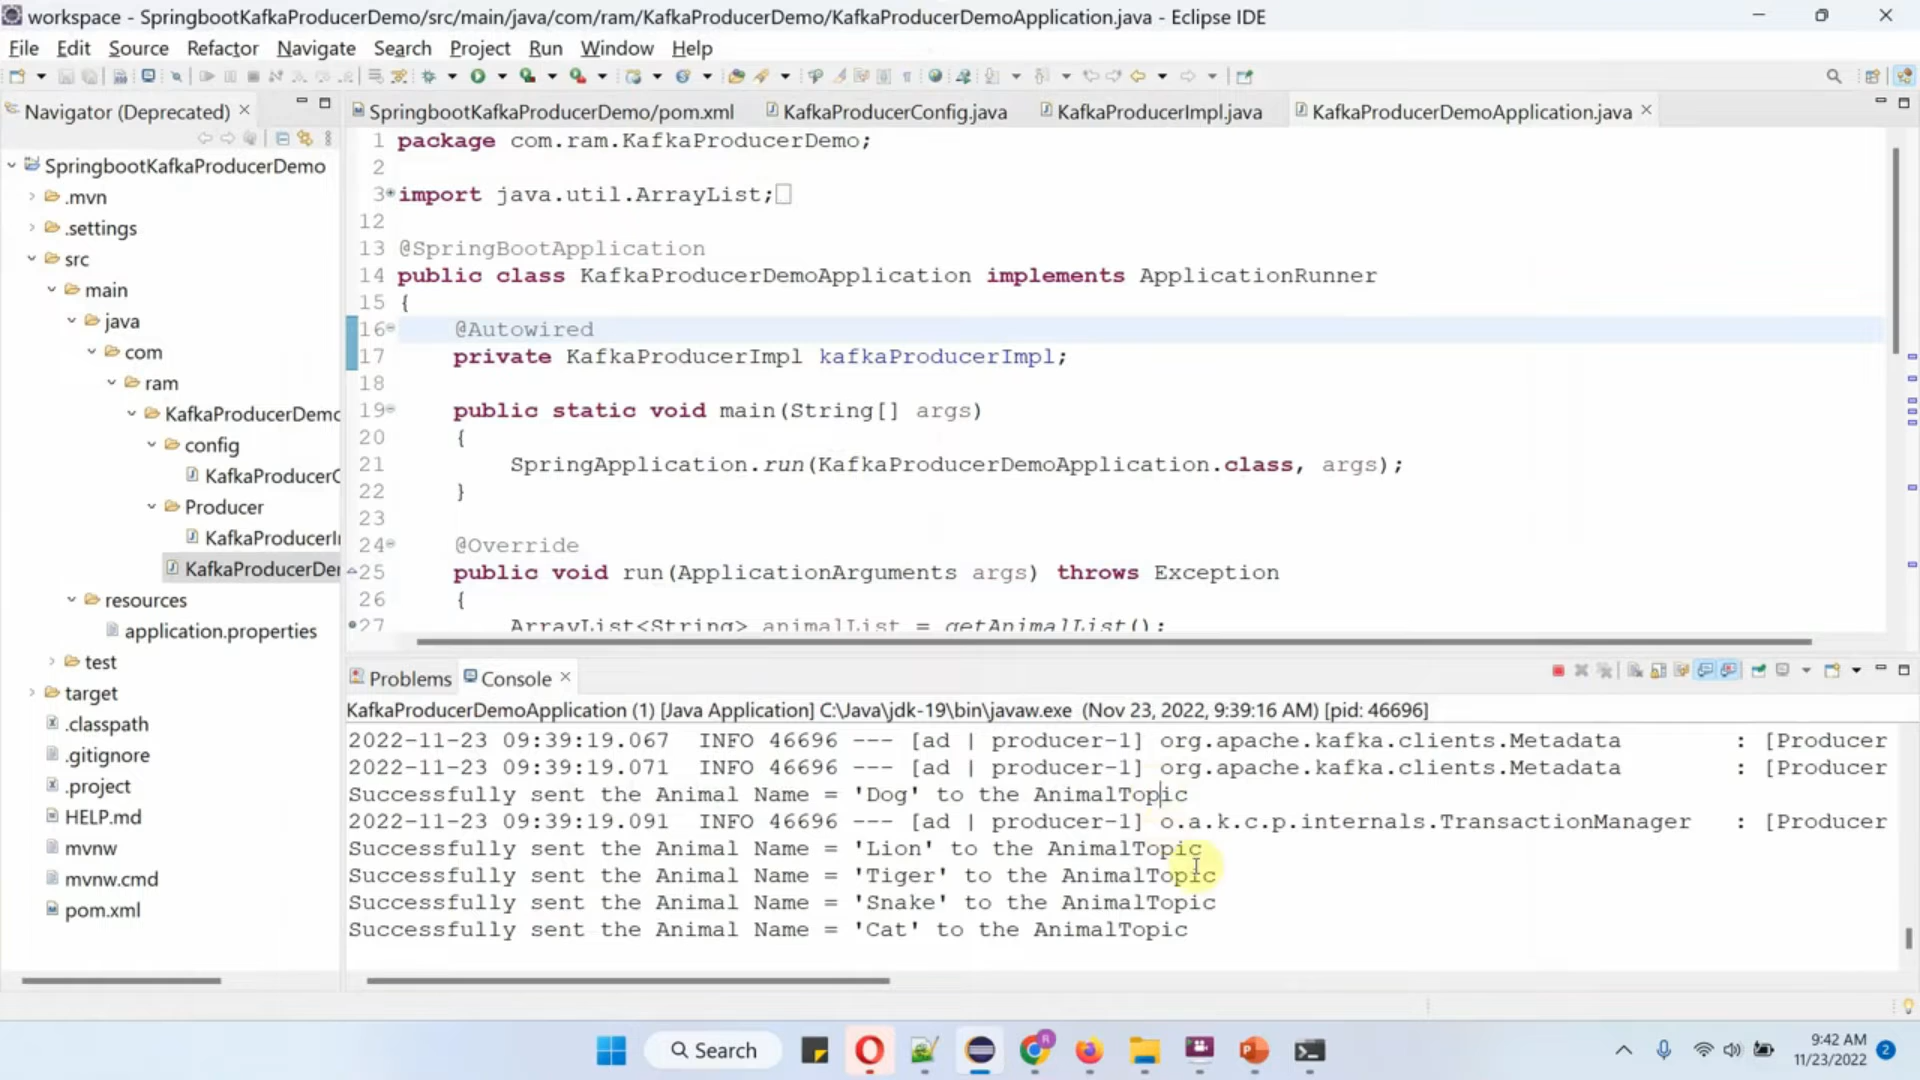 workspace - SpringbootKafkaProducerDemo/src/main/java/com/ram/KafkaProducerDemo/KafkaProducerDemoApplication.java - Eclipse IDE
File Edit Source Refactor Navigate Search Project Run Window Help
Navigator (Deprecated)
SpringbootKafkaProducerDemo
.mvn
.settings
src
main
java
com
ram
KafkaProducerDemo
config
KafkaProducerC
Producer
KafkaProducerI
KafkaProducerDe
resources
application.properties
test
target
.classpath
.gitignore
.project
HELP.md
mvnw
mvnw.cmd
pom.xml
SpringbootKafkaProducerDemo/pom.xml KafkaProducerConfig.java KafkaProducerImpl.java KafkaProducerDemoApplication.java
1 package com.ram.KafkaProducerDemo;
2
3 import java.util.ArrayList;
12
13 @SpringBootApplication
14 public class KafkaProducerDemoApplication implements ApplicationRunner
15 {
16 @Autowired
17 private KafkaProducerImpl kafkaProducerImpl;
18
19 public static void main(String[] args)
20 {
21 SpringApplication.run(KafkaProducerDemoApplication.class, args);
22 }
23
24 @Override
25 public void run(ApplicationArguments args) throws Exception
26 {
27 ArrayList<String> animalList = getAnimalList();
Problems Console
KafkaProducerDemoApplication (1) [Java Application] C:\Java\jdk-19\bin\javaw.exe (Nov 23, 2022, 9:39:16 AM) [pid: 46696]
2022-11-23 09:39:19.067 INFO 46696 --- [ad | producer-1] org.apache.kafka.clients.Metadata : [Producer
2022-11-23 09:39:19.071 INFO 46696 --- [ad | producer-1] org.apache.kafka.clients.Metadata : [Producer
Successfully sent the Animal Name = 'Dog' to the AnimalTopic
2022-11-23 09:39:19.091 INFO 46696 --- [ad | producer-1] o.a.k.c.p.internals.TransactionManager : [Producer
Successfully sent the Animal Name = 'Lion' to the AnimalTopic
Successfully sent the Animal Name = 'Tiger' to the AnimalTopic
Successfully sent the Animal Name = 'Snake' to the AnimalTopic
Successfully sent the Animal Name = 'Cat' to the AnimalTopic
Search
9:42 AM
11/23/2022
2